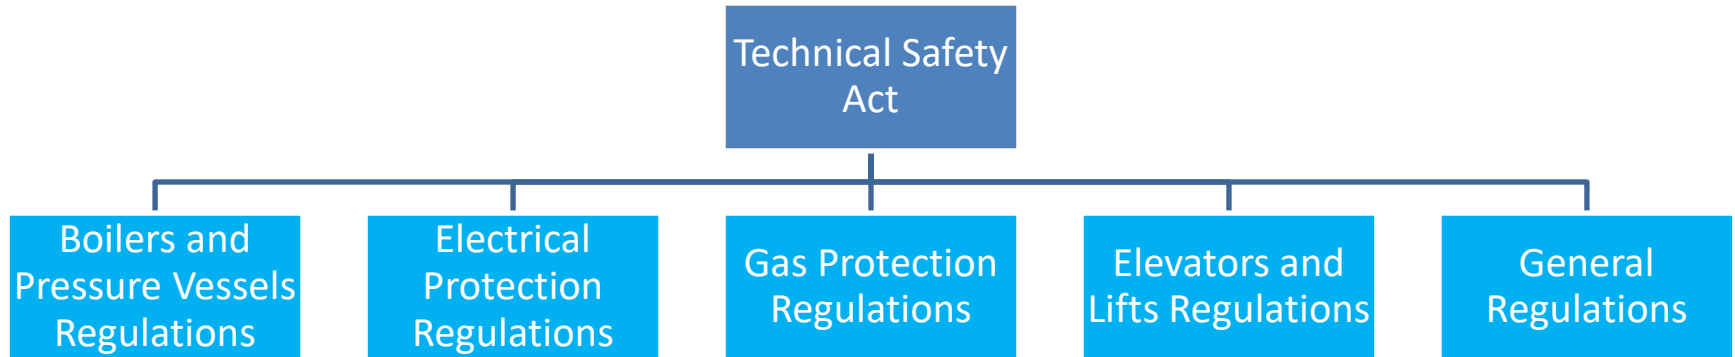 Technical Safety
Act
Boilers and
Pressure Vessels
Regulations
Electrical
Protection
Regulations
Gas Protection
Regulations
Elevators and
Lifts Regulations
General
Regulations